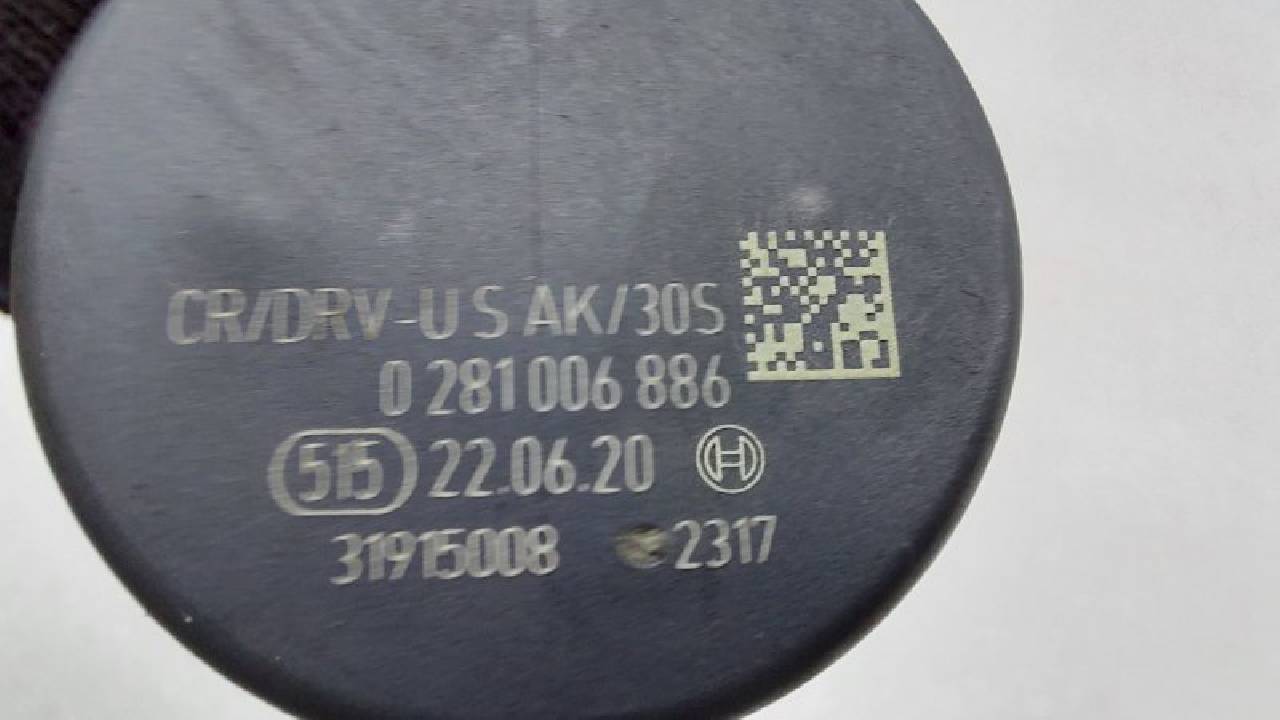 CR/DRV-U S AK/30S
0 281 006 886
515 22.06.20
31915008 2317